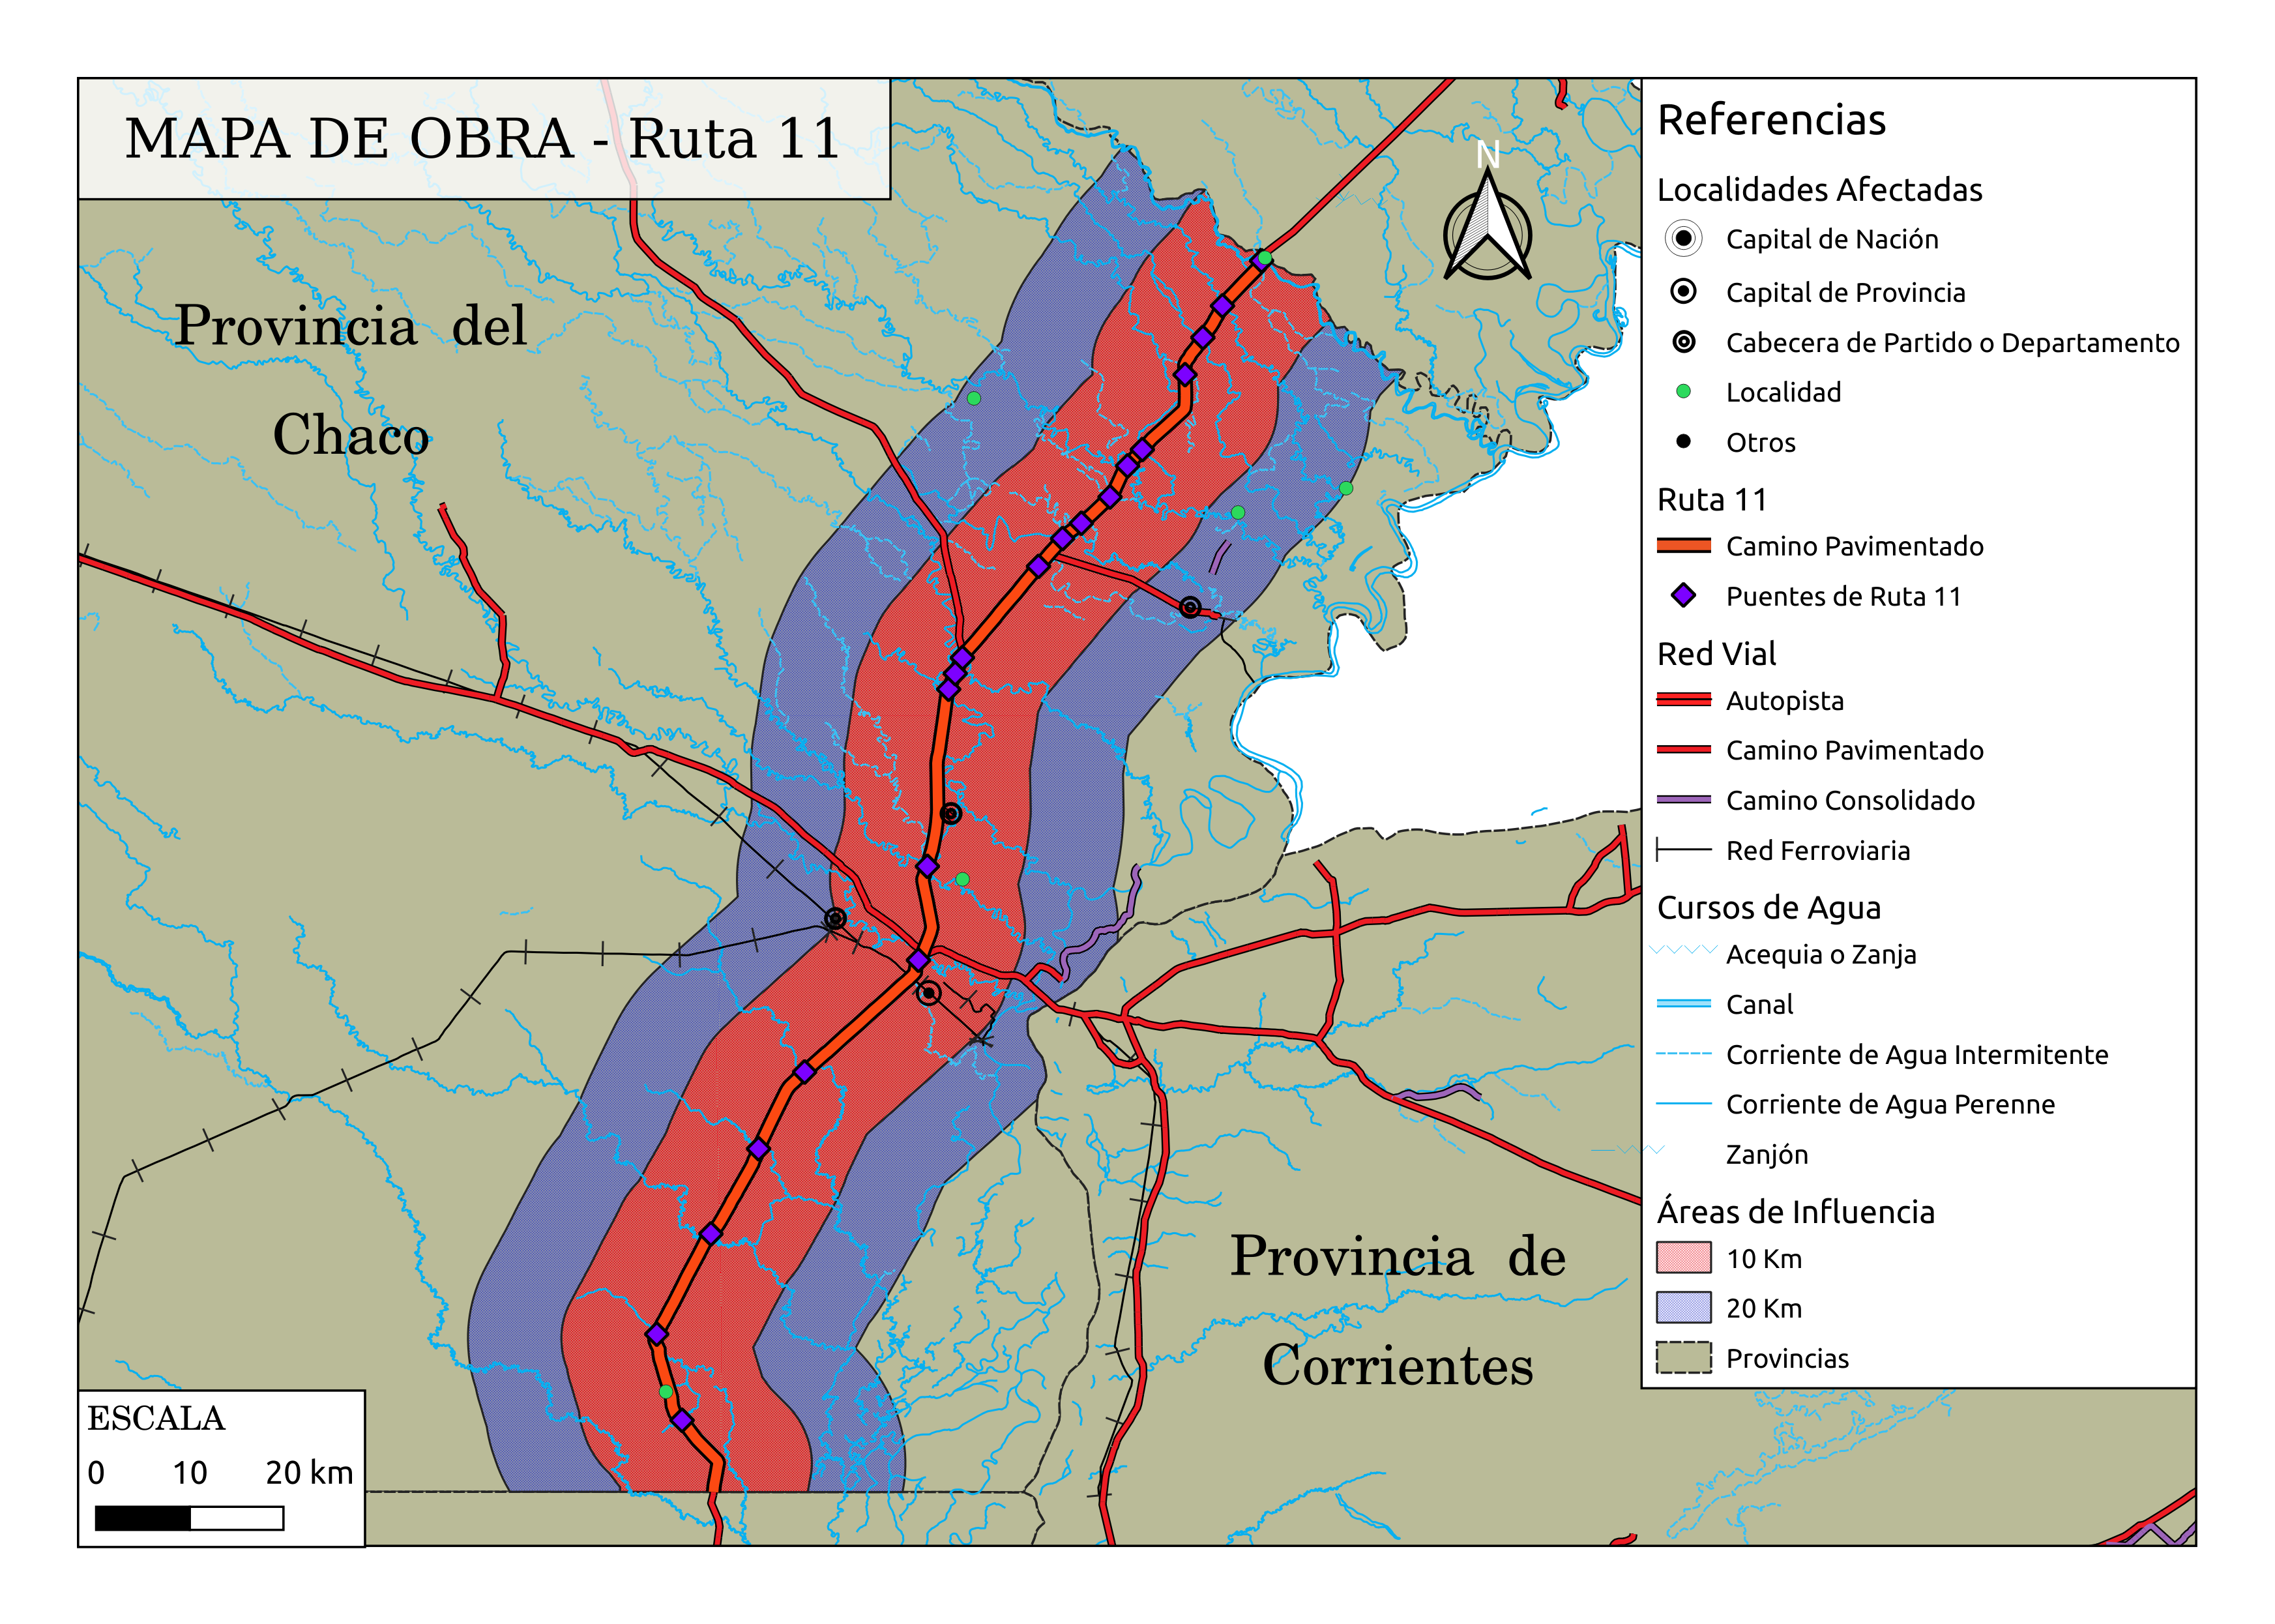 MAPA DE OBRA - Ruta 11
Provincia del
Chaco
N
Provincia de
Corrientes
ESCALA
0 10 20 km
Referencias
Localidades Afectadas
Capital de Nación
Capital de Provincia
Cabecera de Partido o Departamento
Localidad
Otros
Ruta 11
Camino Pavimentado
Puentes de Ruta 11
Red Vial
Autopista
Camino Pavimentado
Camino Consolidado
Red Ferroviaria
Cursos de Agua
Acequia o Zanja
Canal
Corriente de Agua Intermitente
Corriente de Agua Perenne
Zanjón
Áreas de Influencia
10 Km
20 Km
Provincias